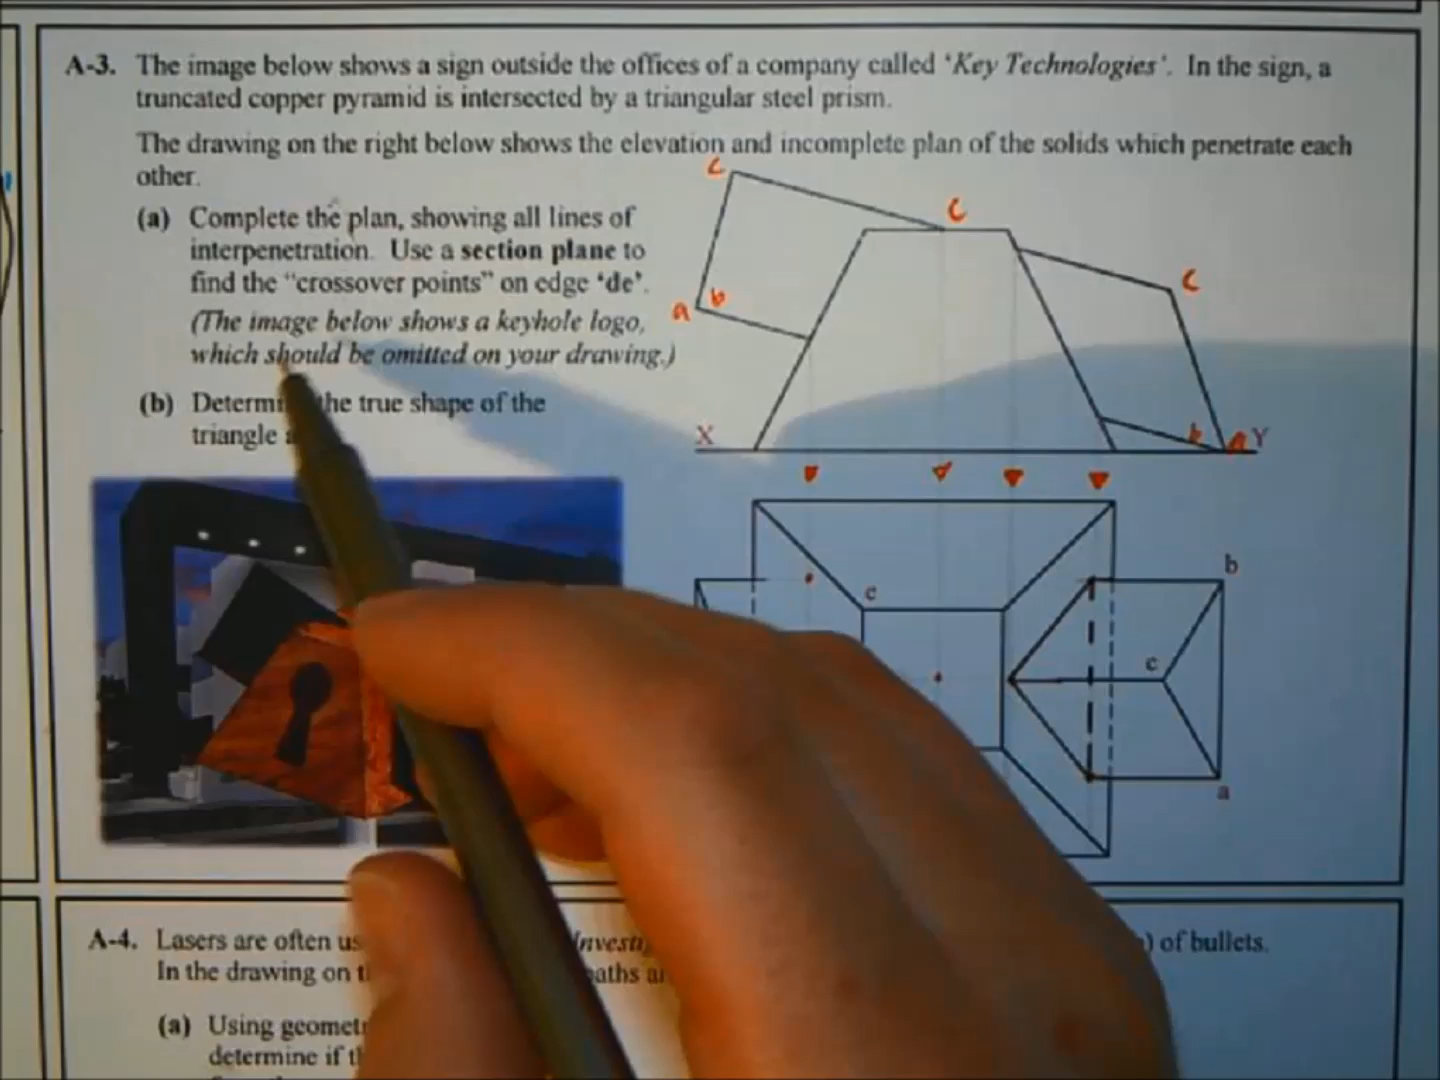 A-3. The image below shows a sign outside the offices of a company called ‘Key Technologies’. In the sign, a
truncated copper pyramid is intersected by a triangular steel prism.
The drawing on the right below shows the elevation and incomplete plan of the solids which penetrate each
other.
(a) Complete the plan, showing all lines of
interpenetration. Use a section plane to
find the “crossover points” on edge ‘de’.
(The image below shows a keyhole logo,
which should be omitted on your drawing.)
(b) the true shape of the
triangle
c
c
c
a b
b a
X Y
e
b
c
a
A-4. Lasers are often
In the drawing on
of bullets.
(a) Using
determine if